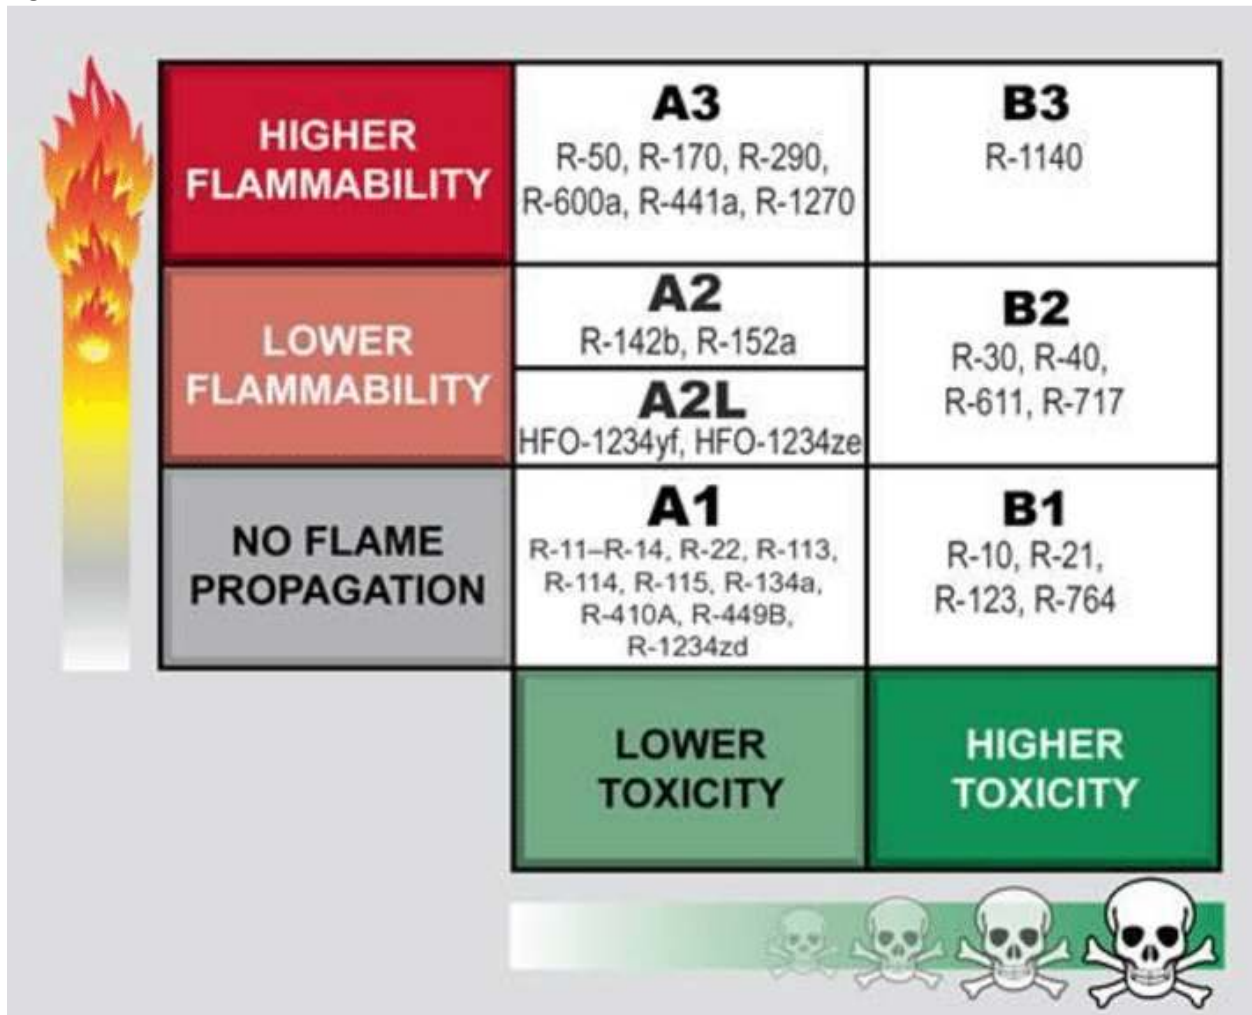 HIGHER
FLAMMABILITY
A3
R-50, R-170, R-290,
R-600a, R-441a, R-1270
B3
R-1140
LOWER
FLAMMABILITY
A2
R-142b, R-152a
A2L
HFO-1234yf, HFO-1234ze
B2
R-30, R-40,
R-611, R-717
NO FLAME
PROPAGATION
A1
R-11–R-14, R-22, R-113,
R-114, R-115, R-134a,
R-410A, R-449B,
R-1234zd
B1
R-10, R-21,
R-123, R-764
LOWER
TOXICITY
HIGHER
TOXICITY